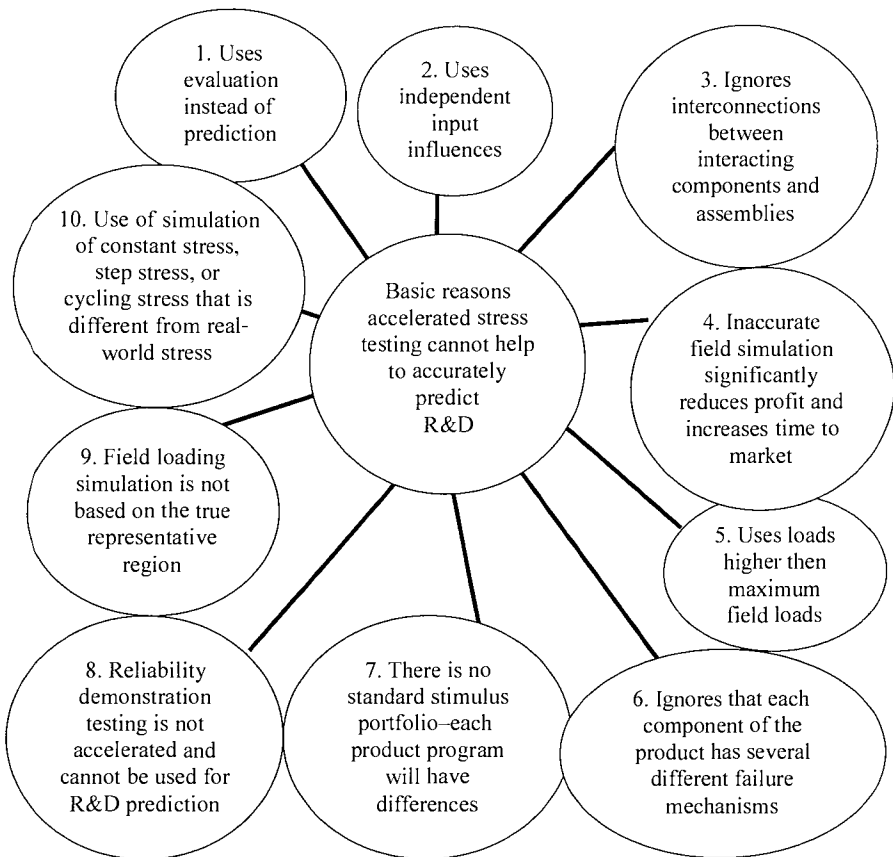 1. Uses
evaluation
instead of
prediction
2. Uses
independent
input
influences
3. Ignores
interconnections
between
interacting
components and
assemblies
10. Use of simulation
of constant stress,
step stress, or
cycling stress that is
different from real-
world stress
Basic reasons
accelerated stress
testing cannot help
to accurately
predict
R&D
4. Inaccurate
field simulation
significantly
reduces profit and
increases time to
market
9. Field loading
simulation is not
based on the true
representative
region
5. Uses loads
higher then
maximum
field loads
8. Reliability
demonstration
testing is not
accelerated and
cannot be used for
R&D prediction
7. There is no
standard stimulus
portfolio–each
product program
will have
differences
6. Ignores that each
component of the
product has several
different failure
mechanisms